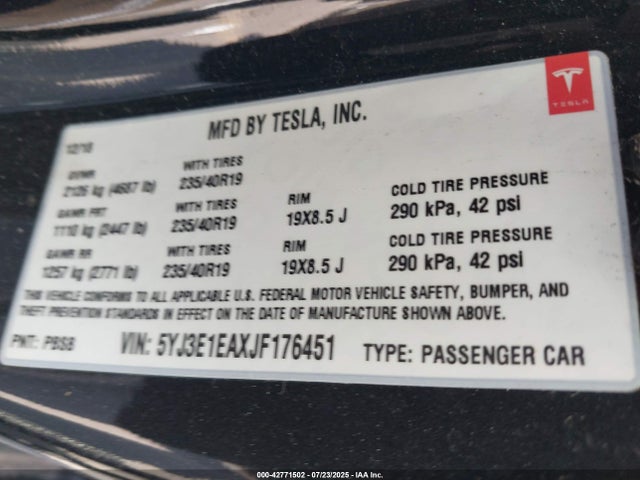 TESLA
MFD BY TESLA, INC.
12/18
GVWR WITH TIRES
2126 kg (4687 lb) 235/40R19
GAWR FRT WITH TIRES RIM COLD TIRE PRESSURE
1110 kg (2447 lb) 235/40R19 19X8.5 J 290 kPa, 42 psi
GAWR RR WITH TIRES RIM COLD TIRE PRESSURE
1257 kg (2771 lb) 235/40R19 19X8.5 J 290 kPa, 42 psi
THIS VEHICLE CONFORMS TO ALL APPLICABLE U.S. FEDERAL MOTOR VEHICLE SAFETY, BUMPER, AND
THEFT PREVENTION STANDARDS IN EFFECT ON THE DATE OF MANUFACTURE SHOWN ABOVE.
PNT: PBSB VIN: 5YJ3E1EAXJF176451 TYPE: PASSENGER CAR
000-42771502 - 07/23/2025 - IAA Inc.